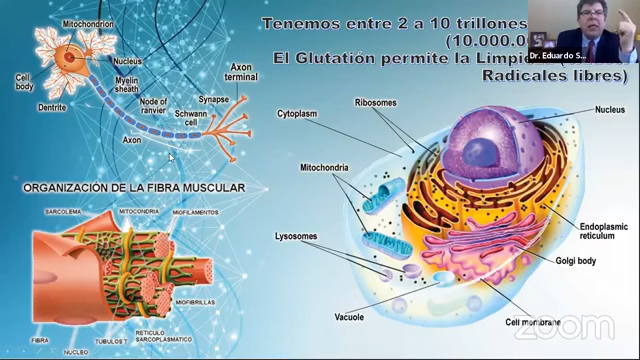 Tenemos entre 2 a 10 trillones
(10.000.00
El Glutatión permite la Limpi
Radicales libres)
Dr. Eduardo S...
Mitochondrion
Nucleus
Cell
body
Myelin
sheath
Dentrite
Node of
ranvier
Axon
Schwann
cell
Synapse
Axon
terminal
ORGANIZACIÓN DE LA FIBRA MUSCULAR
SARCOLEMA
MITOCONDRIA
MIOFILAMENTOS
MIOFIBRILLAS
FIBRA
NUCLEO
TUBULOS T
RETICULO
SARCOPLASMATICO
Ribosomes
Cytoplasm
Nucleus
Mitochondria
Lysosomes
Vacuole
Endoplasmic
reticulum
Golgi body
Cell membrane
zoom